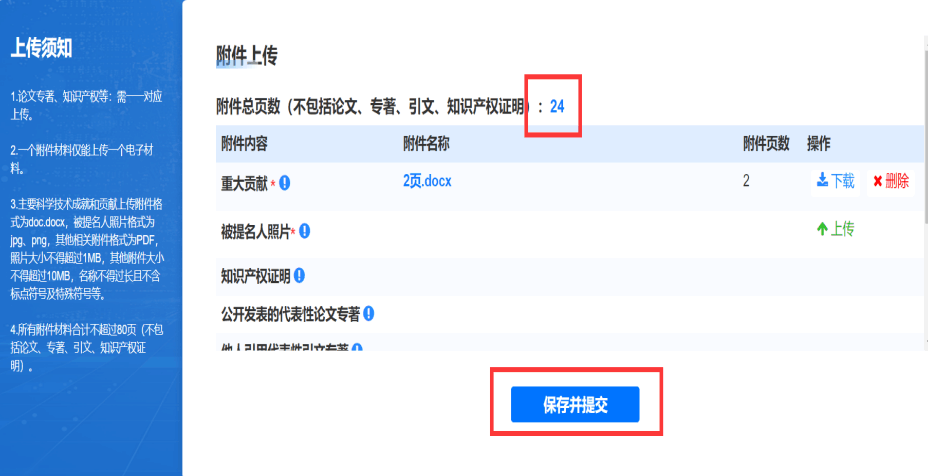 上传须知
1.论文专著、知识产权等：需一一对应
上传。
2.一个附件材料仅能上传一个电子材
料。
3.主要科学技术成就和贡献上传附件格
式为doc.docx，被提名人照片格式为
jpg、png，其他相关附件格式为PDF，
照片大小不得超过1MB，其他附件大小
不得超过10MB，名称不得过长且不含
标点符号及特殊符号等。
4.所有附件材料合计不超过80页（不包
括论文、专著、引文、知识产权证
明）。
附件上传
附件总页数（不包括论文、专著、引文、知识产权证明）：24
附件内容 附件名称 附件页数 操作
重大贡献* 2页.docx 2 下载 删除
被提名人照片* 上传
知识产权证明
公开发表的代表性论文专著
他人引用代表性引文专著
保存并提交